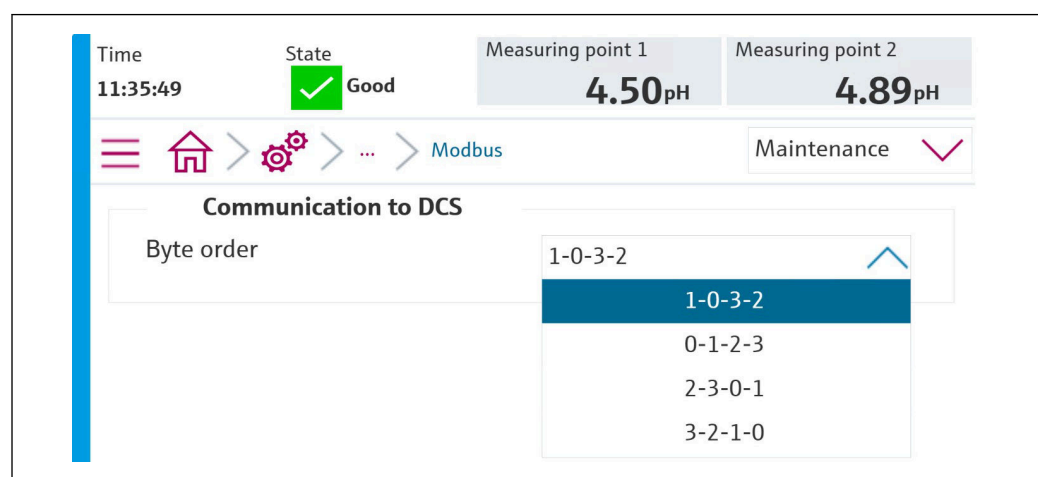 Time State Measuring point 1 Measuring point 2
11:35:49 Good 4.50pH 4.89pH
... Modbus Maintenance
Communication to DCS
Byte order 1-0-3-2
1-0-3-2
0-1-2-3
2-3-0-1
3-2-1-0